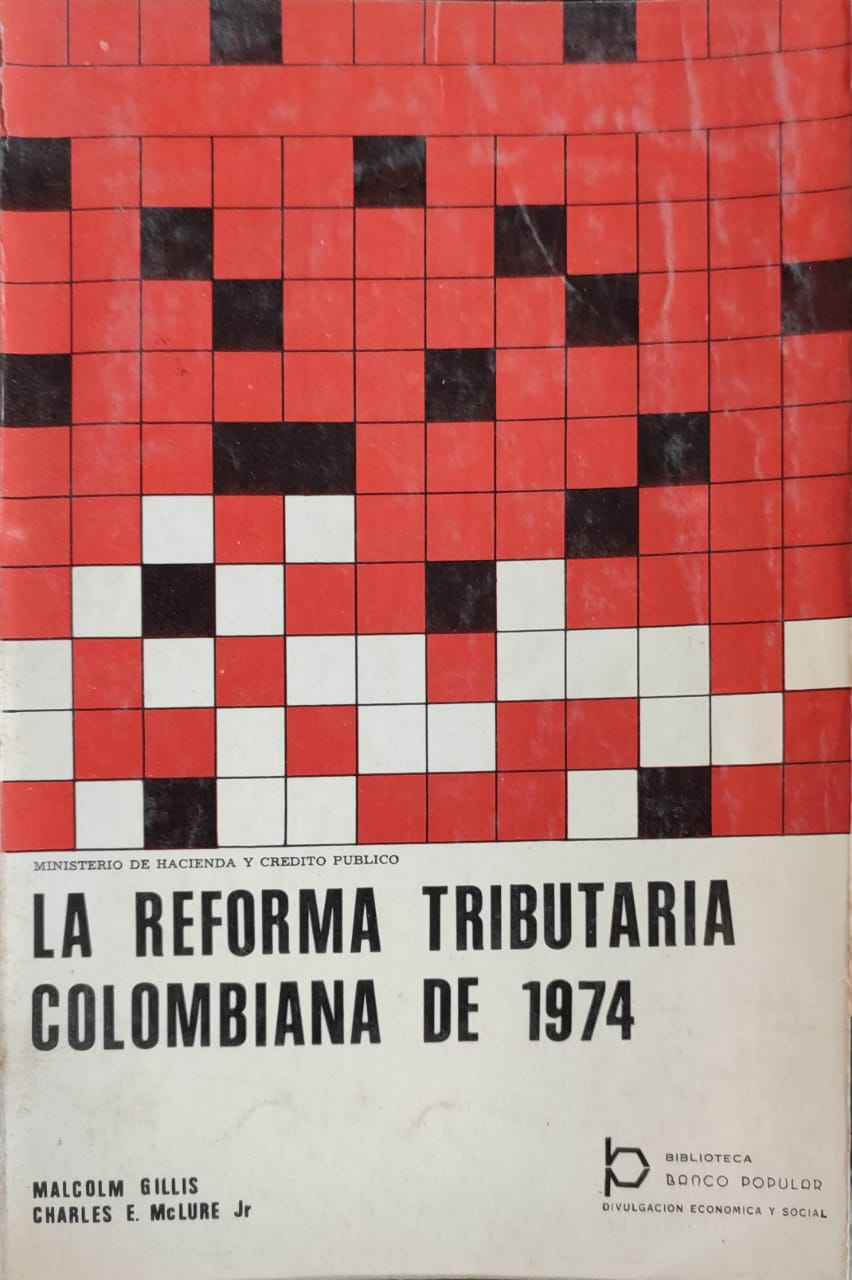 MINISTERIO DE HACIENDA Y CREDITO PUBLICO
LA REFORMA TRIBUTARIA
COLOMBIANA DE 1974
MALCOLM GILLIS
CHARLES E. McLURE Jr
bp
BIBLIOTECA
BANCO POPULAR
DIVULGACION ECONOMICA Y SOCIAL